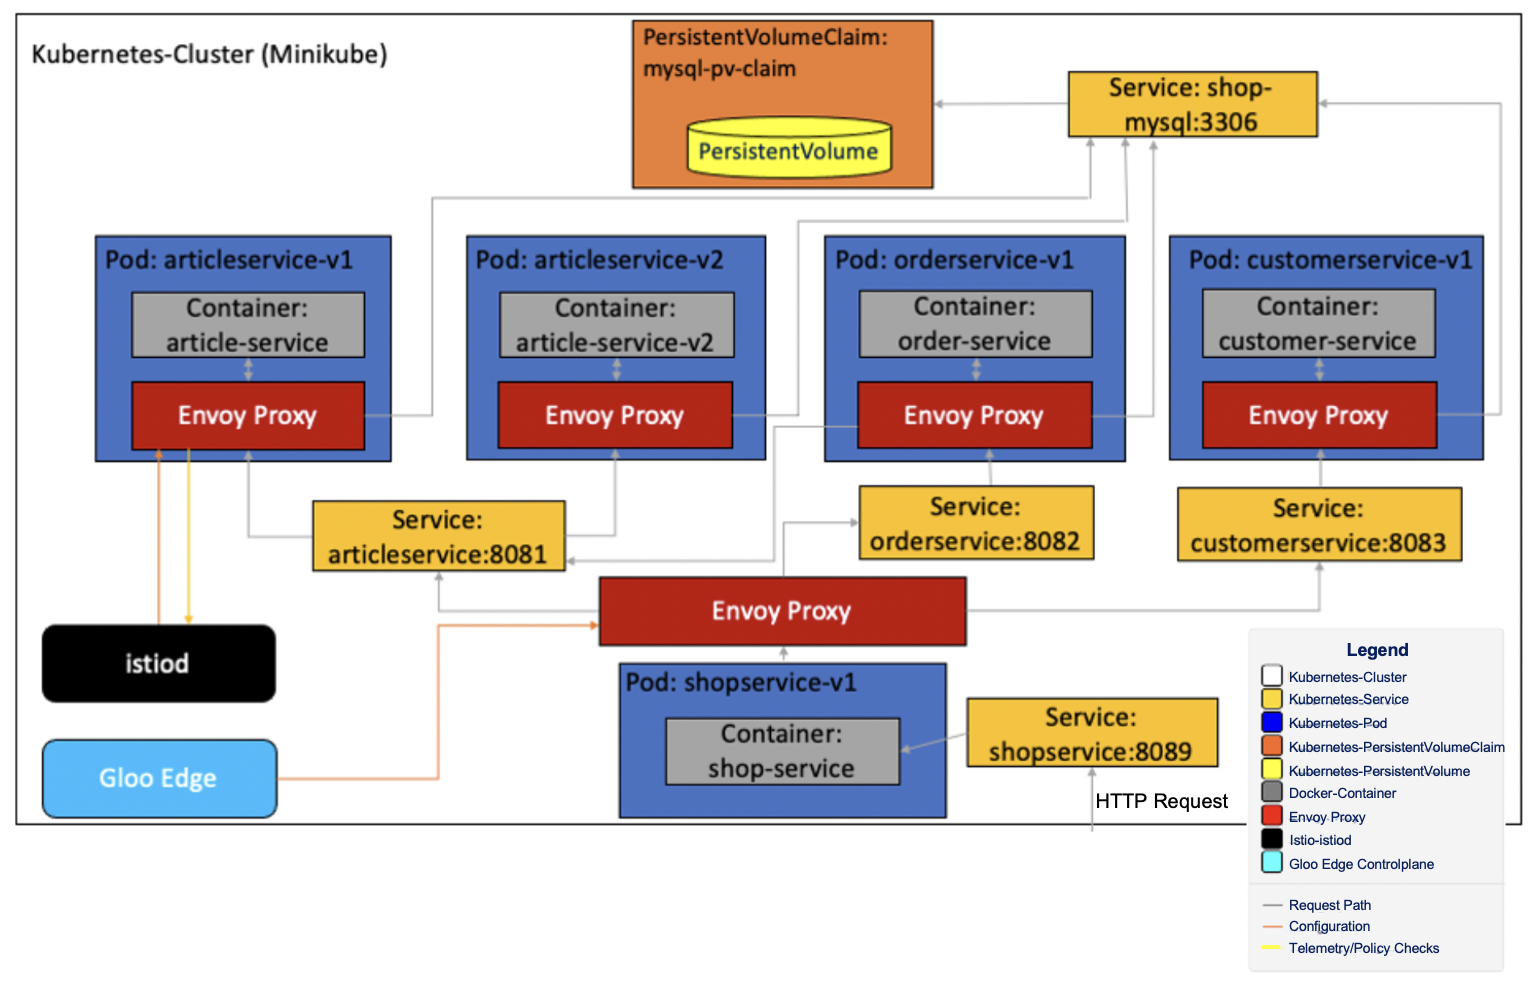 Kubernetes-Cluster (Minikube)
PersistentVolumeClaim:
mysql-pv-claim
PersistentVolume
Service: shop-
mysql:3306
Pod: articleservice-v1
Container:
article-service
Envoy Proxy
Pod: articleservice-v2
Container:
article-service-v2
Envoy Proxy
Pod: orderservice-v1
Container:
order-service
Envoy Proxy
Pod: customerservice-v1
Container:
customer-service
Envoy Proxy
Service:
articleservice:8081
Service:
orderservice:8082
Service:
customerservice:8083
Envoy Proxy
istiod
Gloo Edge
Pod: shopservice-v1
Container:
shop-service
Service:
shopservice:8089
HTTP Request
Legend
Kubernetes-Cluster
Kubernetes-Service
Kubernetes-Pod
Kubernetes-PersistentVolumeClaim
Kubernetes-PersistentVolume
Docker-Container
Envoy Proxy
Istio-istiod
Gloo Edge Controlplane
Request Path
Configuration
Telemetry/Policy Checks